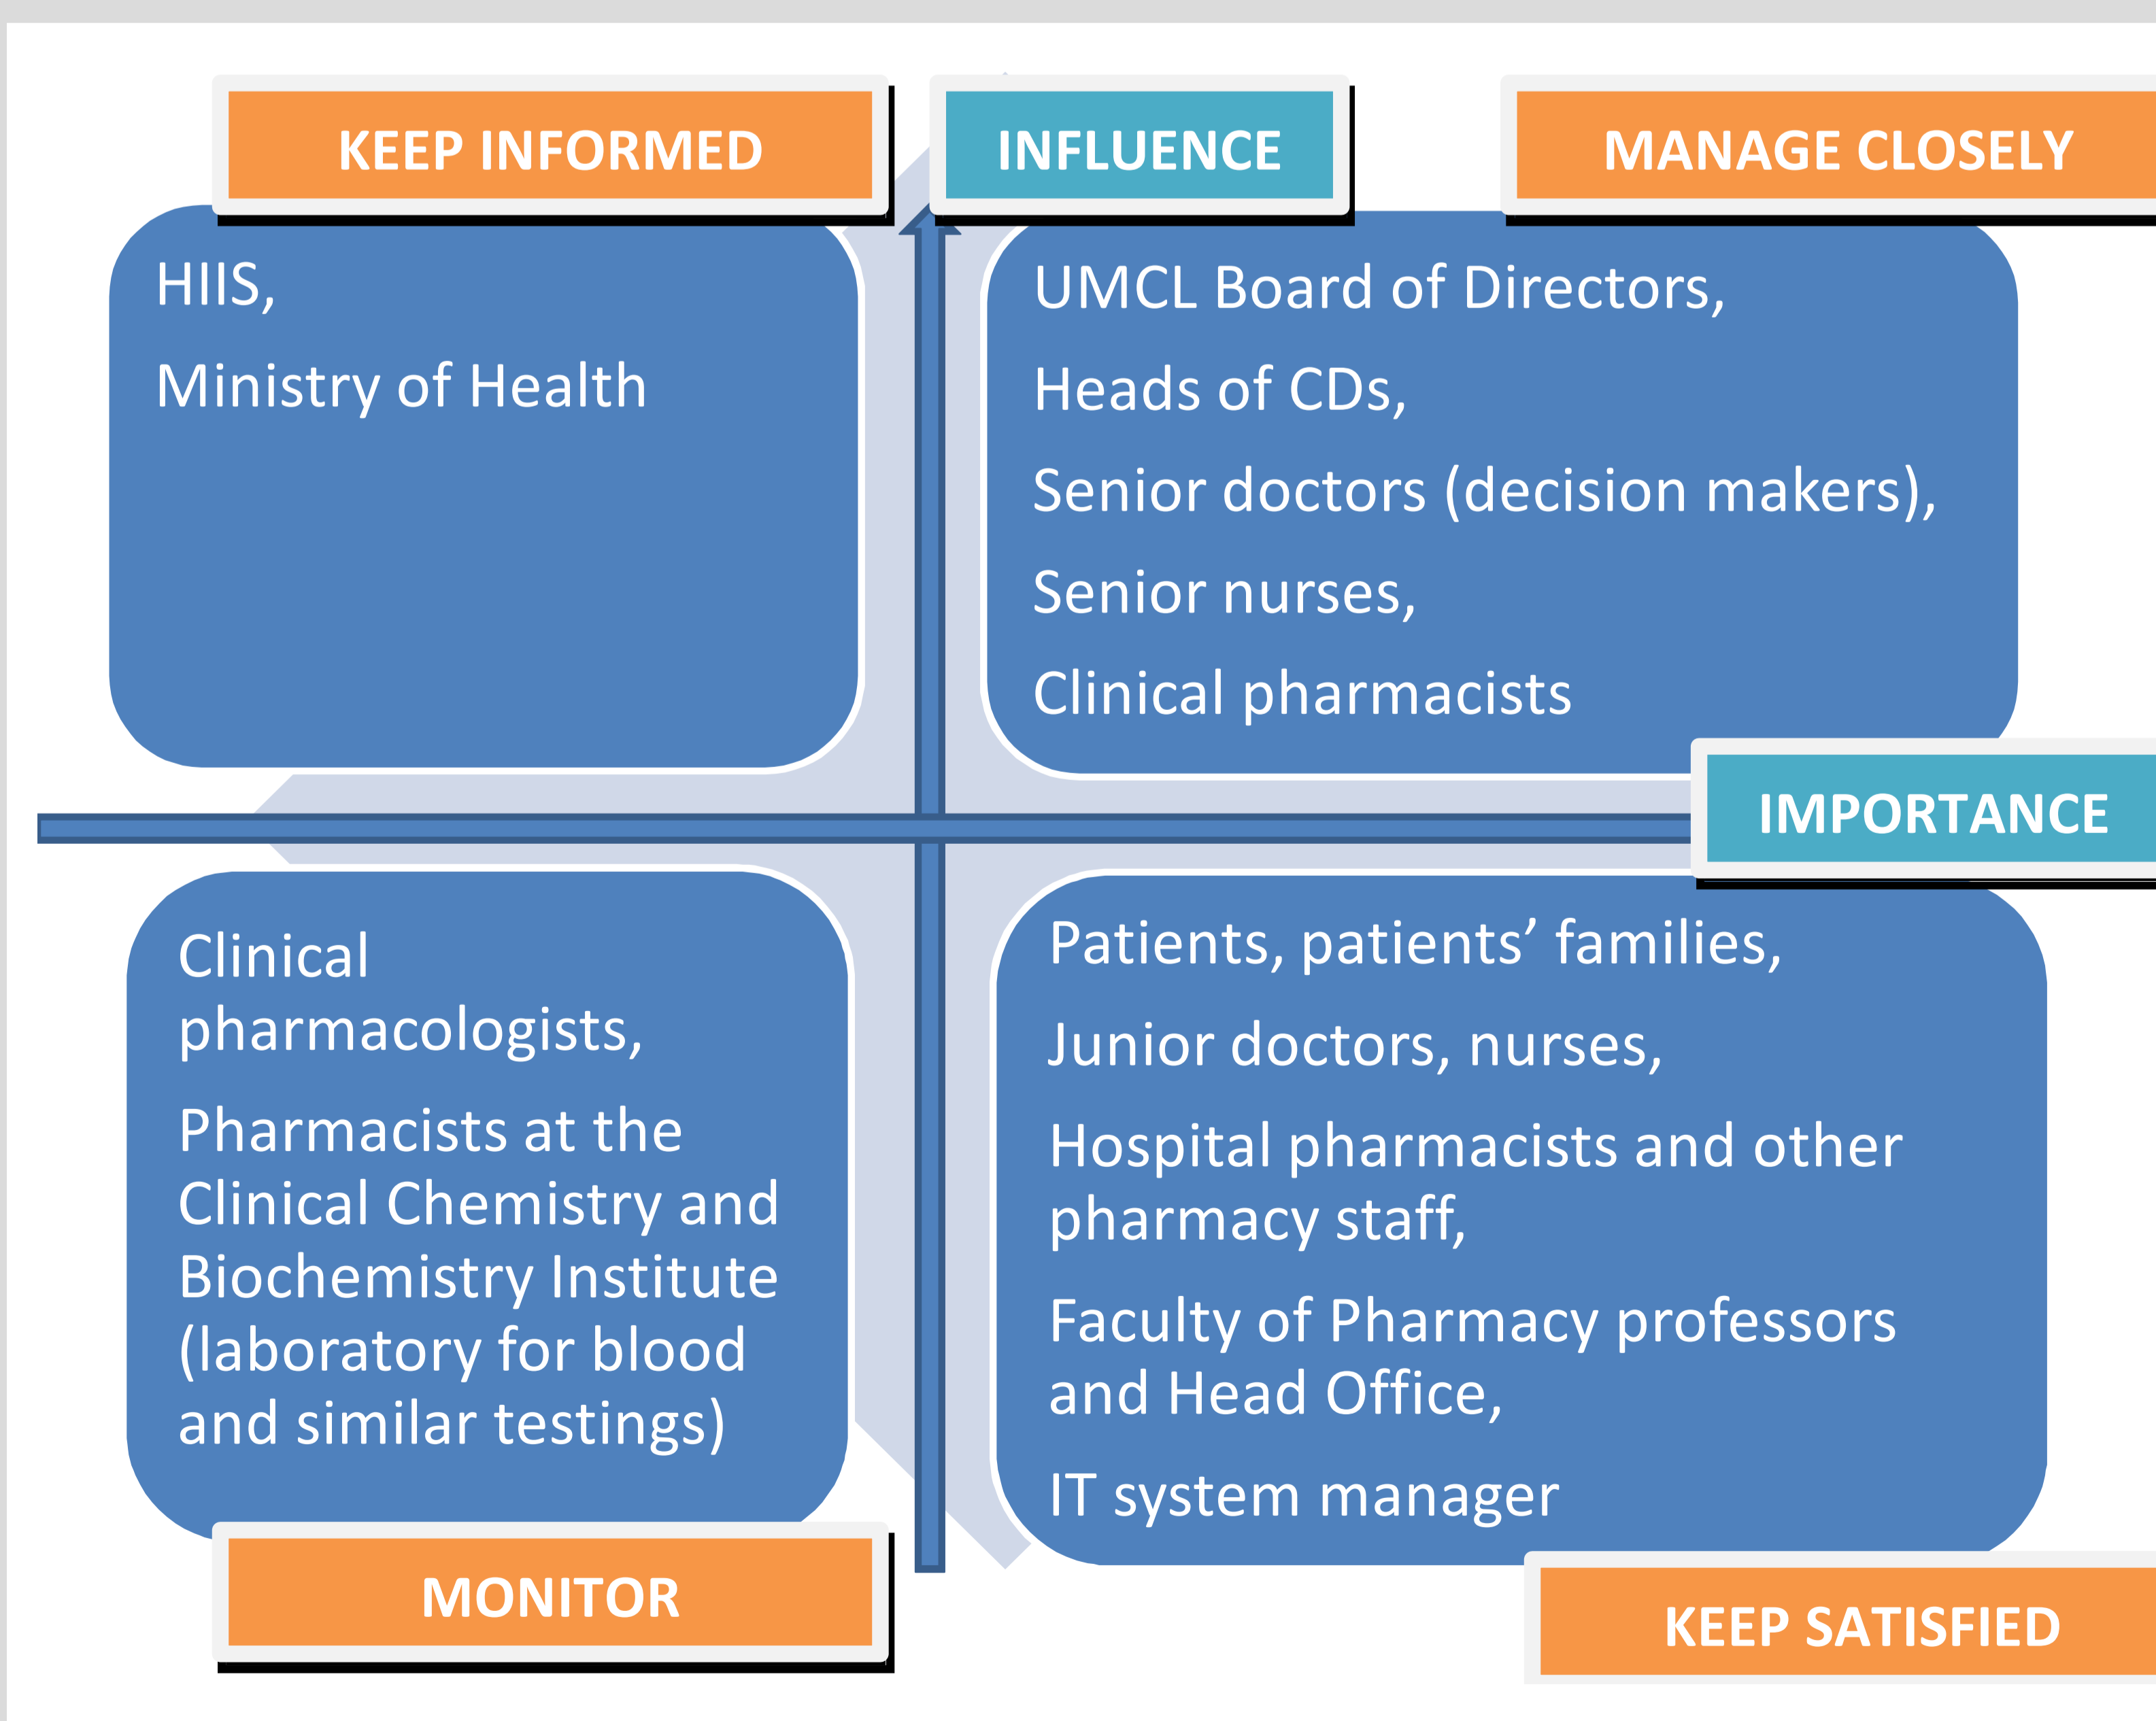 KEEP INFORMED
INFLUENCE
MANAGE CLOSELY
HIIS,
Ministry of Health
UMCL Board of Directors,
Heads of CDs,
Senior doctors (decision makers),
Senior nurses,
Clinical pharmacists
IMPORTANCE
Clinical
pharmacologists,
Pharmacists at the
Clinical Chemistry and
Biochemistry Institute
(laboratory for blood
and similar testings)
Patients, patients’ families,
Junior doctors, nurses,
Hospital pharmacists and other
pharmacy staff,
Faculty of Pharmacy professors
and Head Office,
IT system manager
MONITOR
KEEP SATISFIED